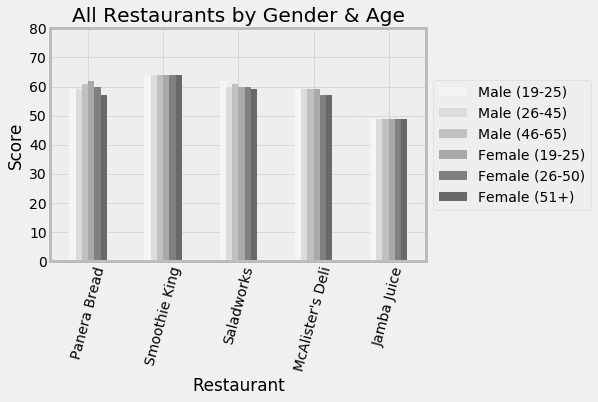 All Restaurants by Gender & Age
80
70
60
50
40
30
20
10
0
Score
Panera Bread
Smoothie King
Saladworks
McAlister's Deli
Jamba Juice
Restaurant
Male (19-25)
Male (26-45)
Male (46-65)
Female (19-25)
Female (26-50)
Female (51+)